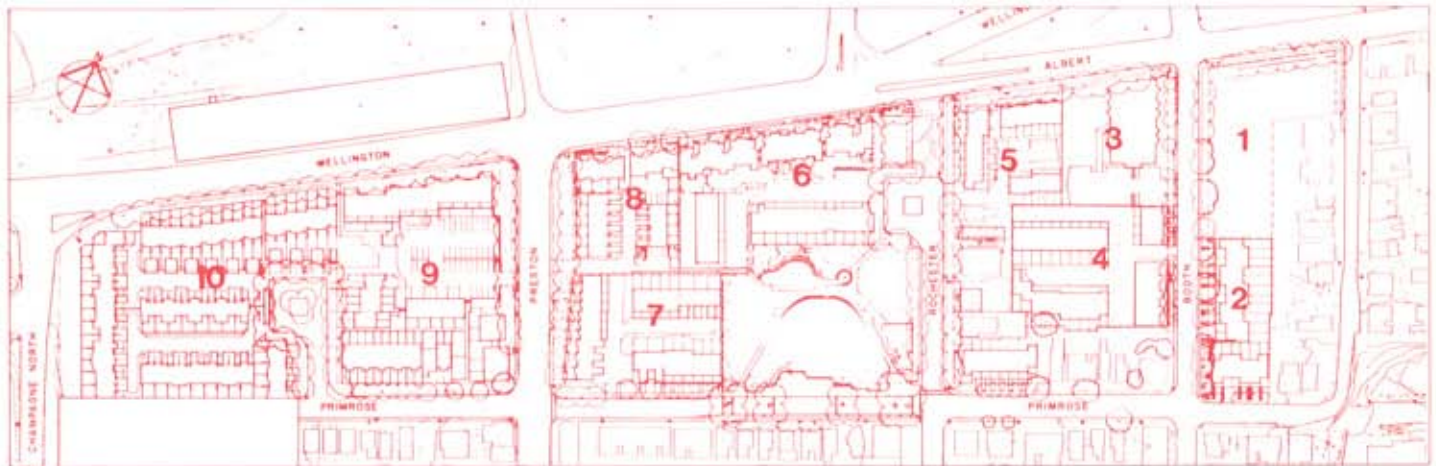 WELLING
ALBERT
WELLINGTON
1
2
3
4
5
6
7
8
9
10
PRESTON
ROCHESTER
BOOTH
CHAMPAGNE NORTH
PRIMROSE
PRIMROSE